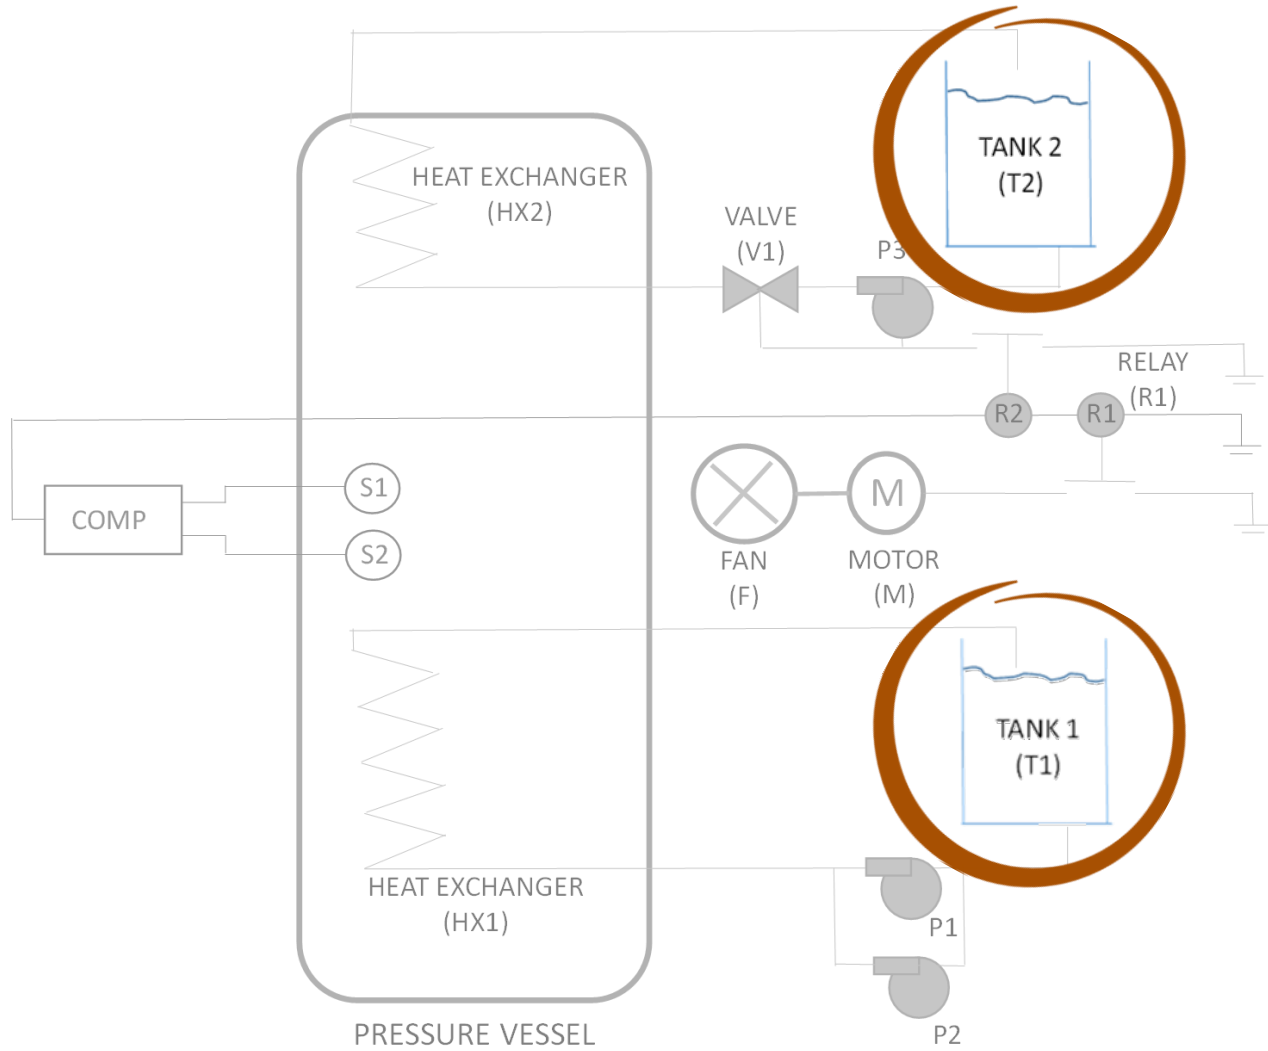 TANK 2
(T2)
HEAT EXCHANGER
(HX2)
VALVE
(V1)
P3
RELAY
(R1)
R2
R1
S1
COMP
S2
M
FAN
(F)
MOTOR
(M)
TANK 1
(T1)
HEAT EXCHANGER
(HX1)
P1
P2
PRESSURE VESSEL